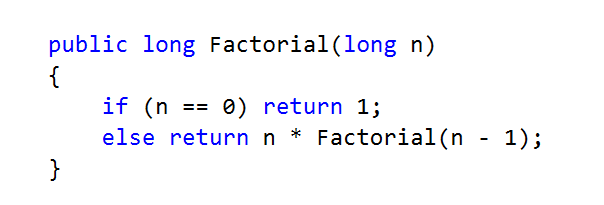 public long Factorial(long n)
{
    if (n == 0) return 1;
    else return n * Factorial(n - 1);
}